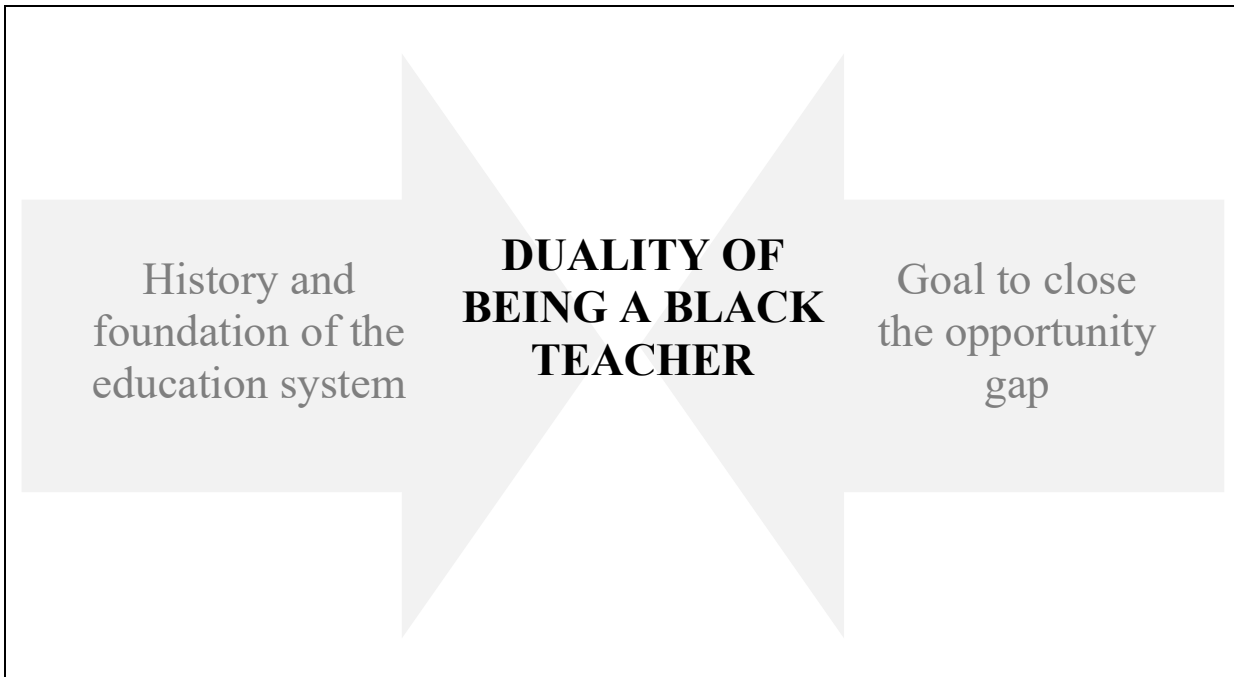 History and
foundation of the
education system
DUALITY OF
BEING A BLACK
TEACHER
Goal to close
the opportunity
gap